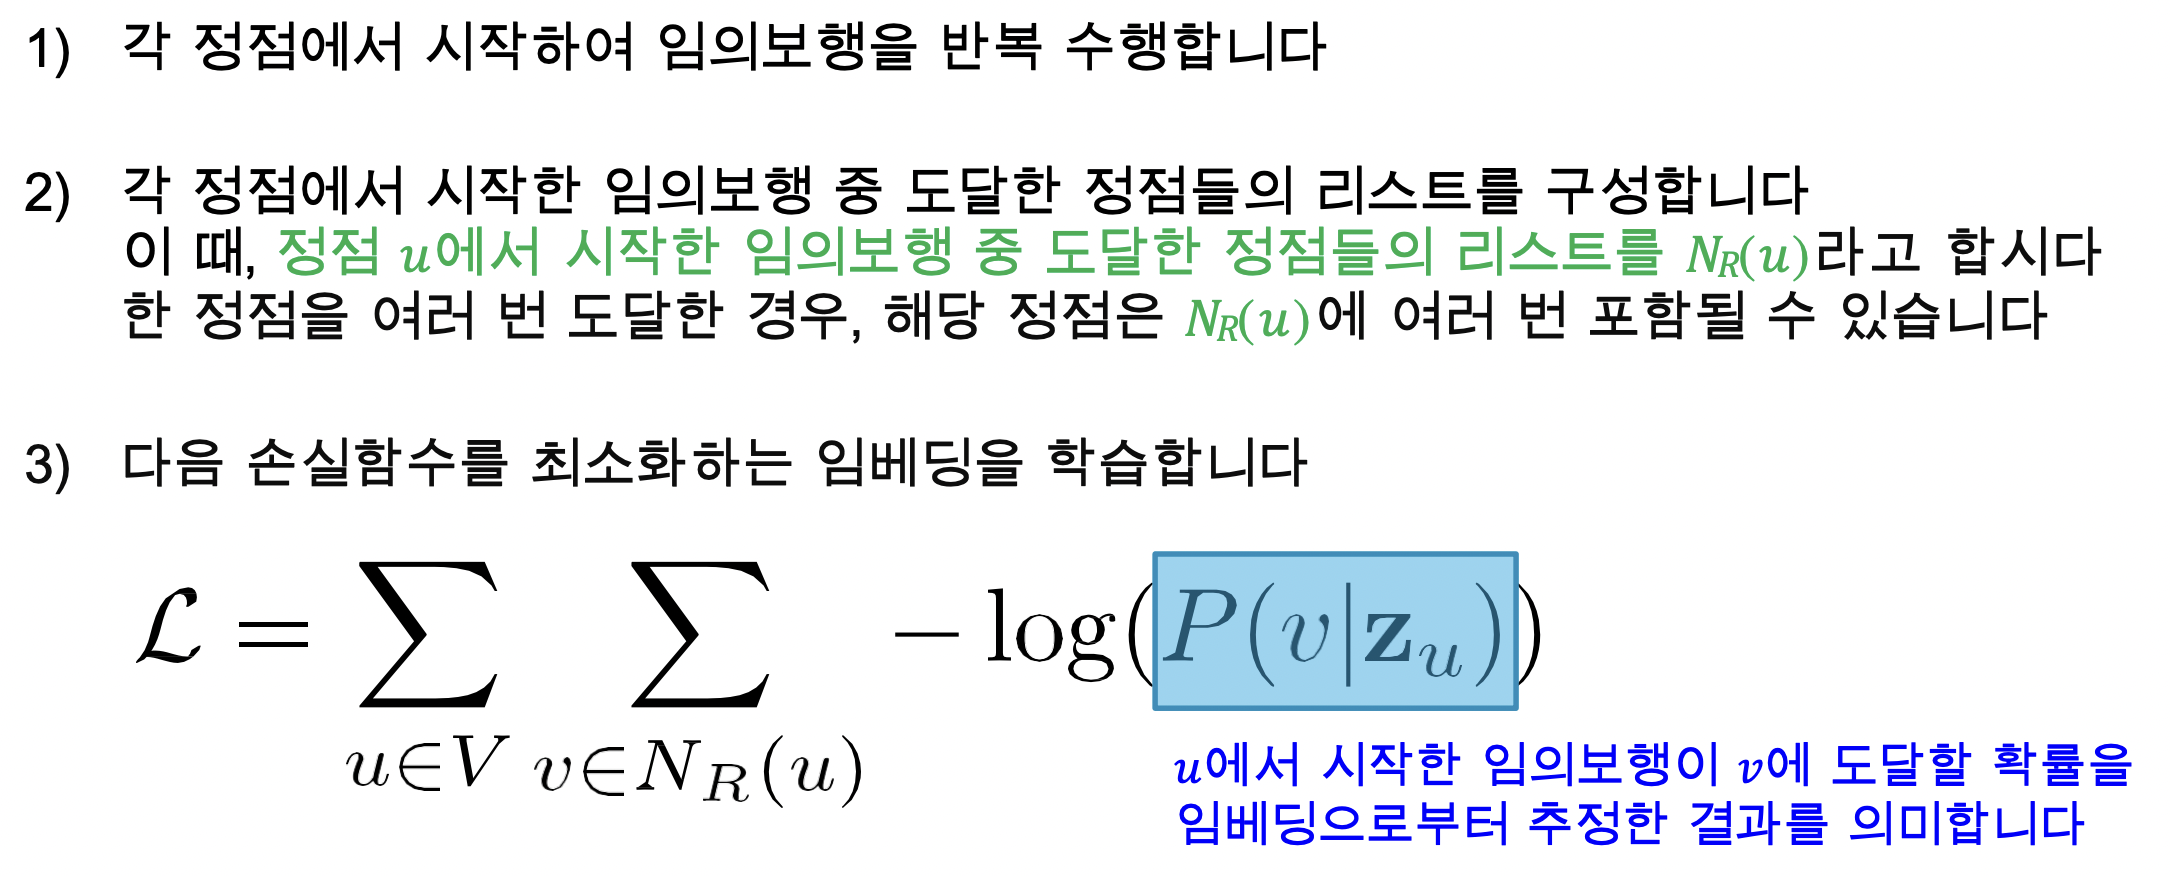 1) 각 정점에서 시작하여 임의보행을 반복 수행합니다
2) 각 정점에서 시작한 임의보행 중 도달한 정점들의 리스트를 구성합니다
이 때, 정점 𝑢에서 시작한 임의보행 중 도달한 정점들의 리스트를 𝑁_𝑅(𝑢)라고 합시다
한 정점을 여러 번 도달한 경우, 해당 정점은 𝑁_𝑅(𝑢)에 여러 번 포함될 수 있습니다
3) 다음 손실함수를 최소화하는 임베딩을 학습합니다
ℒ = ∑_{u∈V} ∑_{v∈N_R(u)} − log(P(v|𝐳_u))
𝑢에서 시작한 임의보행이 𝑣에 도달할 확률을
임베딩으로부터 추정한 결과를 의미합니다